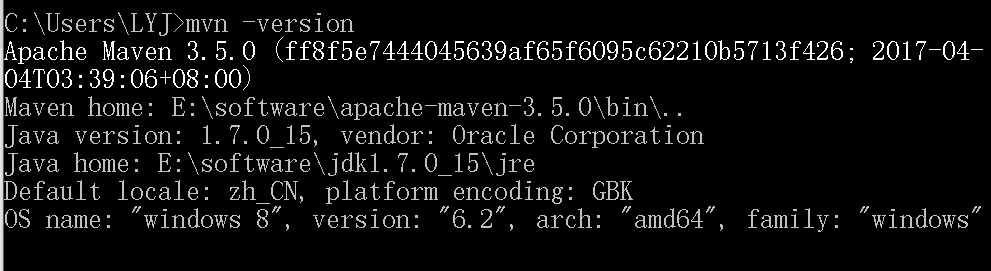 C:\Users\LYJ>mvn -version
Apache Maven 3.5.0 (ff8f5e7444045639af65f6095c62210b5713f426; 2017-04-
04T03:39:06+08:00)
Maven home: E:\software\apache-maven-3.5.0\bin\..
Java version: 1.7.0_15, vendor: Oracle Corporation
Java home: E:\software\jdk1.7.0_15\jre
Default locale: zh_CN, platform encoding: GBK
OS name: "windows 8", version: "6.2", arch: "amd64", family: "windows"